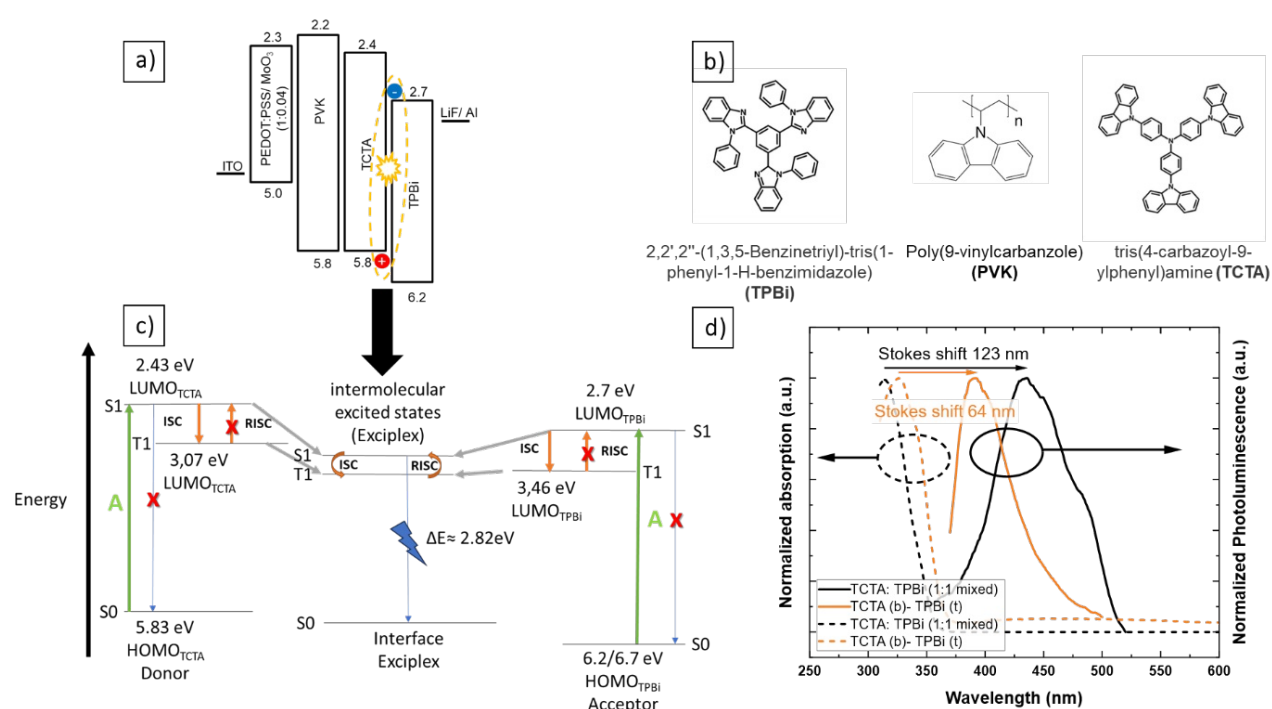 a)
2.3
2.2
2.4
2.7
PEDOT:PSS/ MoO3
(1:0.04)
PVK
TCTA
TPBi
ITO
LiF/ Al
-
+
5.0
5.8
5.8
6.2
b)
N
N
N
N
N
N
n
N
N
N
N
N
2,2',2"-(1,3,5-Benzinetriyl)-tris(1-
phenyl-1-H-benzimidazole)
(TPBi)
Poly(9-vinylcarbanzole)
(PVK)
tris(4-carbazoyl-9-
ylphenyl)amine (TCTA)
c)
Energy
2.43 eV
LUMOTCTA
S1
ISC
X
RISC
T1
3,07 eV
LUMOTCTA
A
X
S0
5.83 eV
HOMOTCTA
Donor
intermolecular
excited states
(Exciplex)
S1
T1
ISC
RISC
ΔE≈ 2.82eV
S0
Interface
Exciplex
2.7 eV
LUMOTPBi
S1
ISC
X
RISC
T1
3,46 eV
LUMOTPBi
A
X
S0
6.2/6.7 eV
HOMOTPBi
Acceptor
d)
Stokes shift 123 nm
Stokes shift 64 nm
Normalized absorption (a.u.)
Normalized Photoluminescence (a.u.)
TCTA: TPBi (1:1 mixed)
TCTA (b)- TPBi (t)
TCTA: TPBi (1:1 mixed)
TCTA (b)- TPBi (t)
250 300 350 400 450 500 550 600
Wavelength (nm)